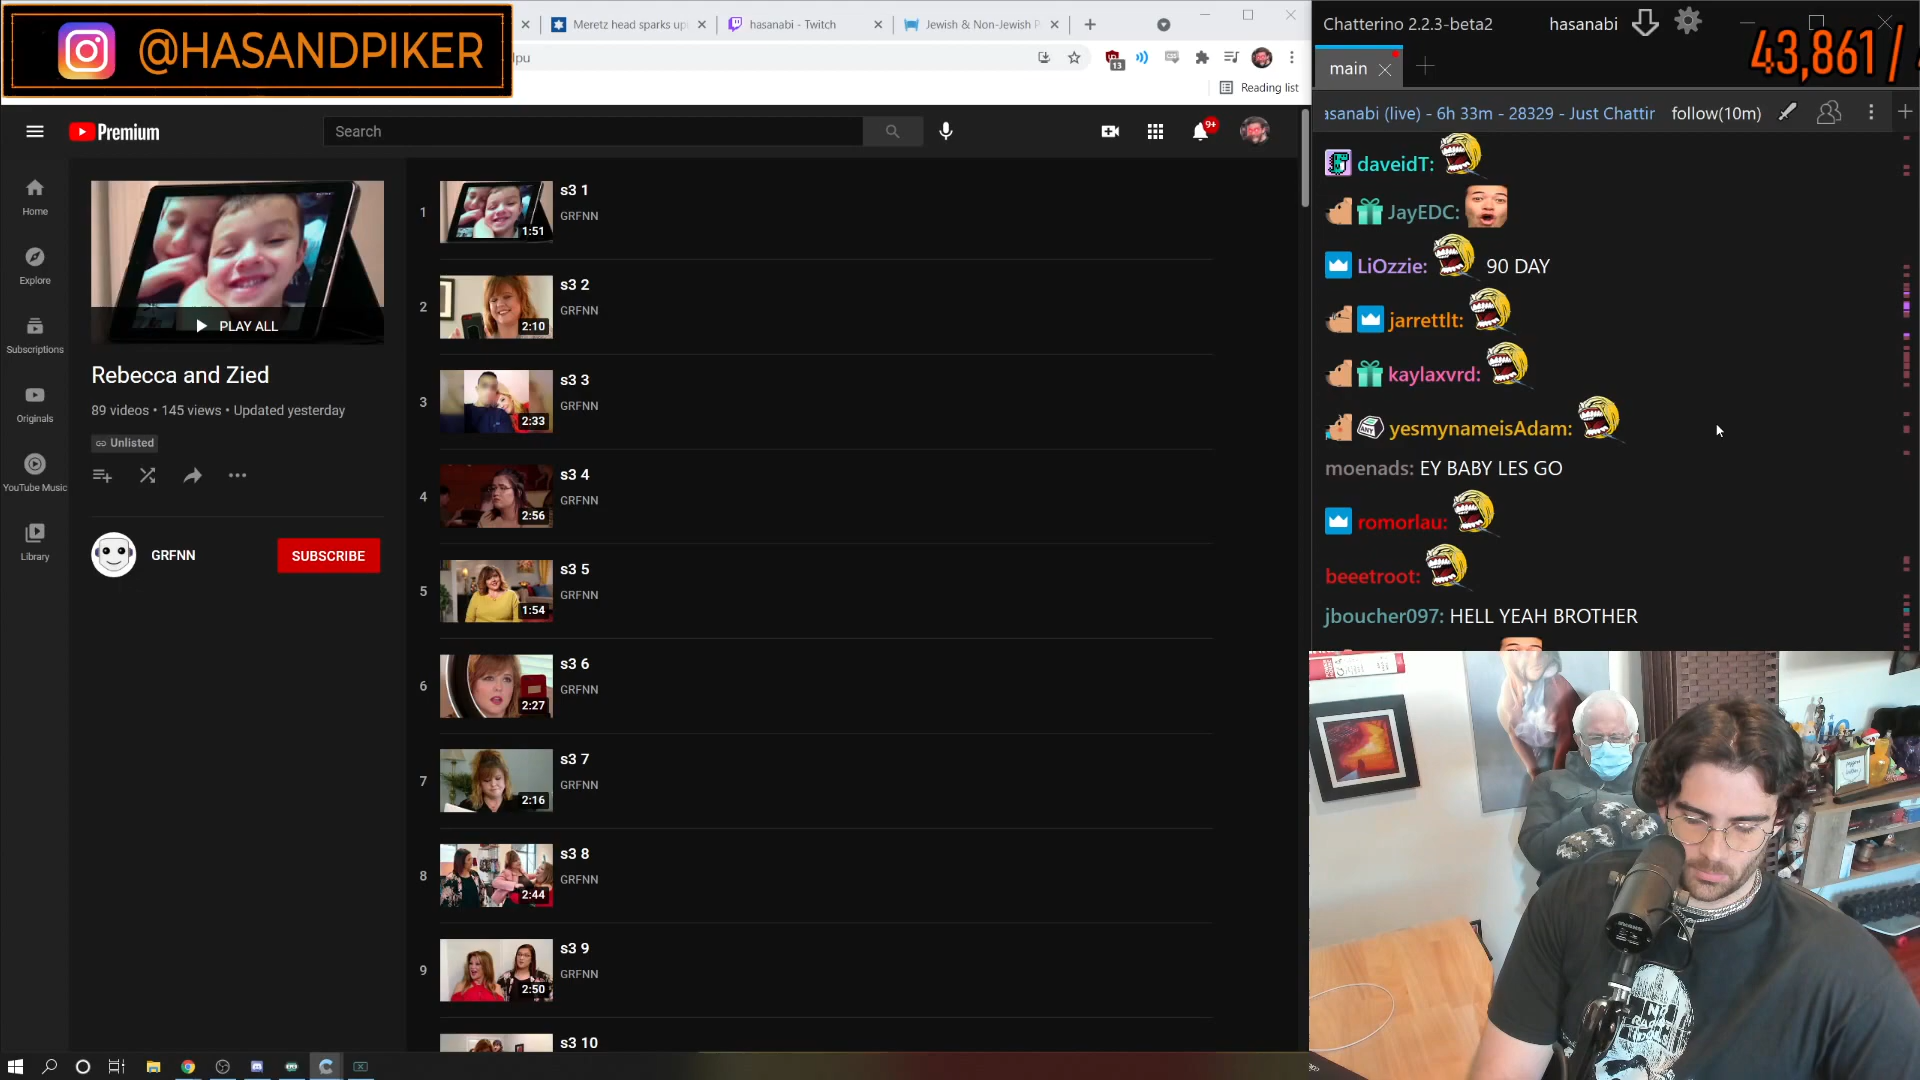 @HASANDPIKER
Meretz head sparks up
hasanabi - Twitch
Jewish & Non-Jewish P
lpu
13
Reading list
Premium
Search
9+
Home
Explore
Subscriptions
Originals
YouTube Music
Library
PLAY ALL
Rebecca and Zied
89 videos • 145 views • Updated yesterday
Unlisted
GRFNN
SUBSCRIBE
1
1:51
s3 1
GRFNN
2
2:10
s3 2
GRFNN
3
2:33
s3 3
GRFNN
4
2:56
s3 4
GRFNN
5
1:54
s3 5
GRFNN
6
2:27
s3 6
GRFNN
7
2:16
s3 7
GRFNN
8
2:44
s3 8
GRFNN
9
2:50
s3 9
GRFNN
s3 10
Chatterino 2.2.3-beta2
hasanabi
43,861 /
main
asanabi (live) - 6h 33m - 28329 - Just Chattir
follow(10m)
daveidT:
JayEDC:
LiOzzie: 90 DAY
jarrettlt:
kaylaxvrd:
ANY
yesmynameisAdam:
moenads: EY BABY LES GO
romorlau:
beeetroot:
jboucher097: HELL YEAH BROTHER